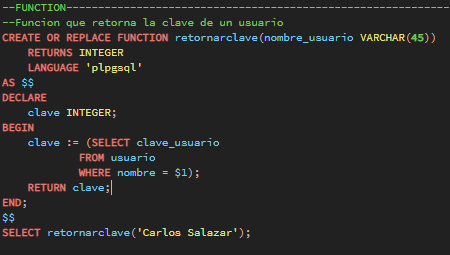 --FUNCTION------------------------------------------------------
--Funcion que retorna la clave de un usuario
CREATE OR REPLACE FUNCTION retornarclave(nombre_usuario VARCHAR(45))
    RETURNS INTEGER
    LANGUAGE 'plpgsql'
AS $$
DECLARE
    clave INTEGER;
BEGIN
    clave := (SELECT clave_usuario
            FROM usuario
            WHERE nombre = $1);
    RETURN clave;
END;
$$
SELECT retornarclave('Carlos Salazar');